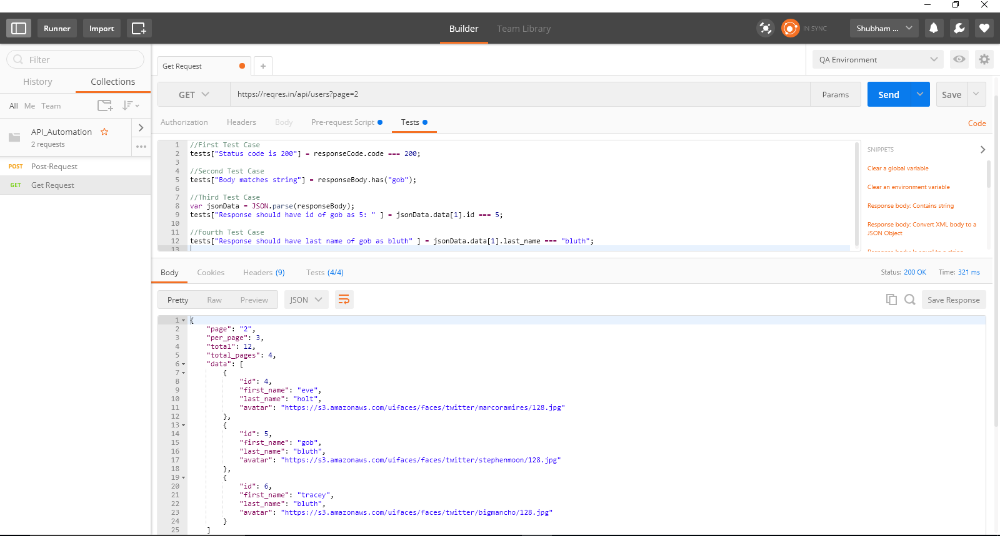 Runner
Import
Builder
Team Library
IN SYNC
Shubham ...
Filter
History
Collections
All Me Team
API_Automation
2 requests
POST Post-Request
GET Get Request
Get Request
+
QA Environment
GET
https://reqres.in/api/users?page=2
Params
Send
Save
Authorization
Headers
Body
Pre-request Script
Tests
Code
1 //First Test Case
2 tests["Status code is 200"] = responseCode.code === 200;
3
4 //Second Test Case
5 tests["Body matches string"] = responseBody.has("gob");
6
7 //Third Test Case
8 var jsonData = JSON.parse(responseBody);
9 tests["Response should have id of gob as 5: " ] = jsonData.data[1].id === 5;
10
11 //Fourth Test Case
12 tests["Response should have last name of gob as bluth" ] = jsonData.data[1].last_name === "bluth";
13
SNIPPETS
Clear a global variable
Clear an environment variable
Response body: Contains string
Response body: Convert XML body to a
JSON Object
Response body: Is equal to a string
Body
Cookies
Headers (9)
Tests (4/4)
Status: 200 OK
Time: 321 ms
Pretty
Raw
Preview
JSON
Save Response
1 {
2 "page": "2",
3 "per_page": 3,
4 "total": 12,
5 "total_pages": 4,
6 "data": [
7 {
8 "id": 4,
9 "first_name": "eve",
10 "last_name": "holt",
11 "avatar": "https://s3.amazonaws.com/uifaces/faces/twitter/marcoramires/128.jpg"
12 },
13 {
14 "id": 5,
15 "first_name": "gob",
16 "last_name": "bluth",
17 "avatar": "https://s3.amazonaws.com/uifaces/faces/twitter/stephenmoon/128.jpg"
18 },
19 {
20 "id": 6,
21 "first_name": "tracey",
22 "last_name": "bluth",
23 "avatar": "https://s3.amazonaws.com/uifaces/faces/twitter/bigmancho/128.jpg"
24 }
25 ]